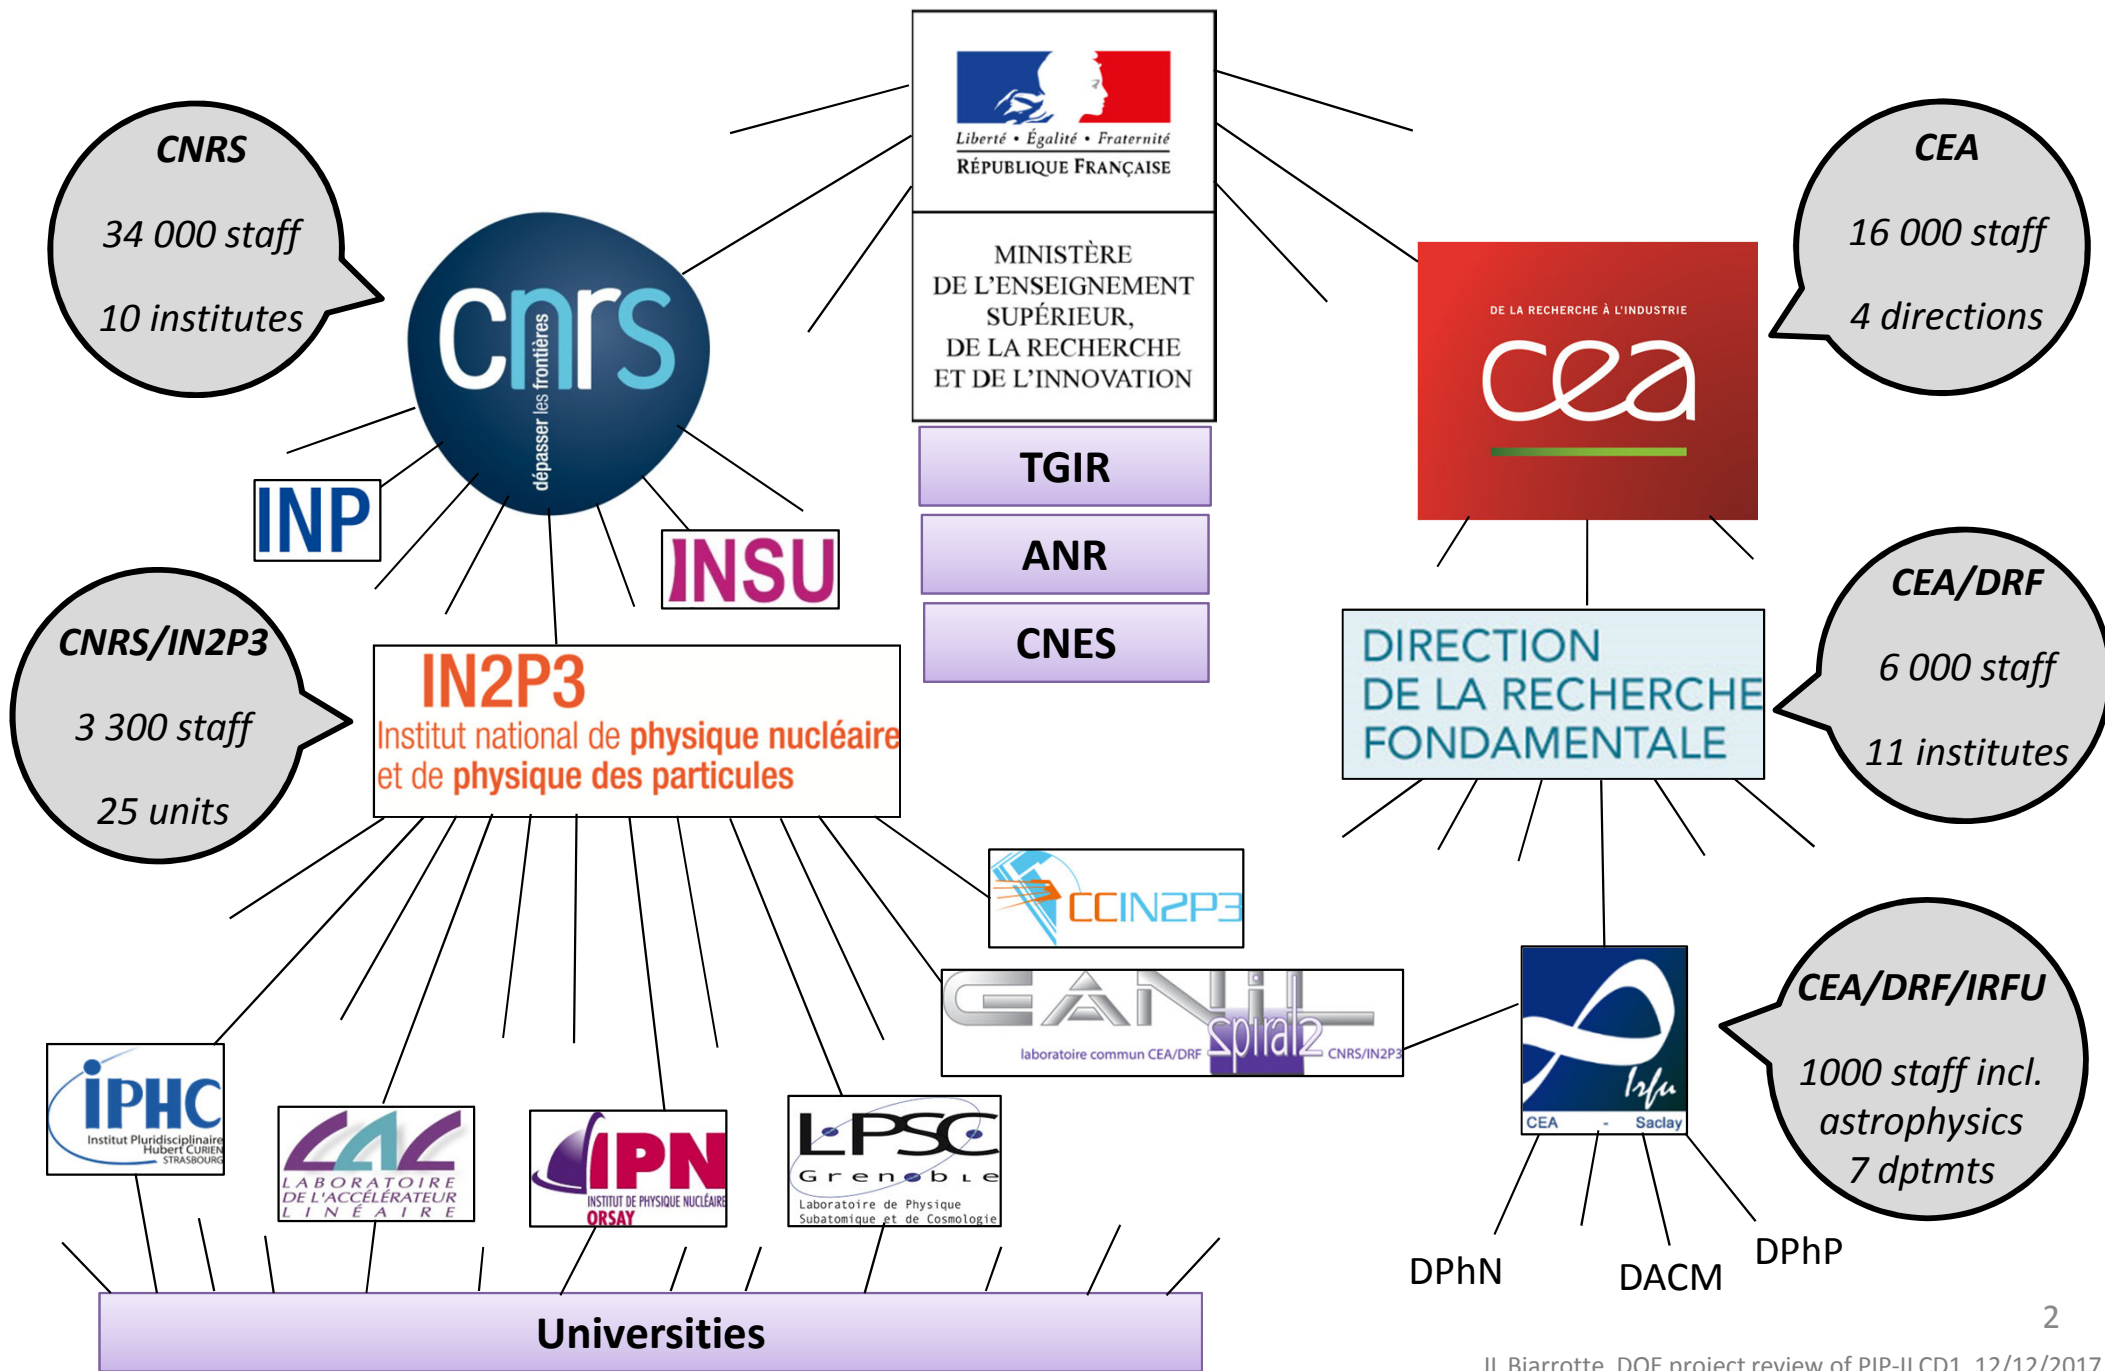 Liberté • Égalité • Fraternité
RÉPUBLIQUE FRANÇAISE
MINISTÈRE
DE L'ENSEIGNEMENT
SUPÉRIEUR,
DE LA RECHERCHE
ET DE L'INNOVATION
TGIR
ANR
CNES
CNRS
34 000 staff
10 institutes
cnrs
dépasser les frontières
INP
INSU
CNRS/IN2P3
3 300 staff
25 units
IN2P3
Institut national de physique nucléaire
et de physique des particules
CEA
16 000 staff
4 directions
DE LA RECHERCHE À L'INDUSTRIE
cea
CEA/DRF
6 000 staff
11 institutes
DIRECTION
DE LA RECHERCHE
FONDAMENTALE
CCIN2P3
GANIL
spiral2
laboratoire commun CEA/DRF
CNRS/IN2P3
iPHC
Institut Pluridisciplinaire
Hubert CURIEN
STRASBOURG
LAL
LABORATOIRE
DE L'ACCÉLÉRATEUR
LINÉAIRE
IPN
INSTITUT DE PHYSIQUE NUCLÉAIRE
ORSAY
LPSC
Grenoble
Laboratoire de Physique
Subatomique et de Cosmologie
Irfu
CEA - Saclay
CEA/DRF/IRFU
1000 staff incl.
astrophysics
7 dptmts
DPhN
DACM
DPhP
Universities
2
JL Biarrotte, DOE project review of PIP-II CD1, 12/12/2017